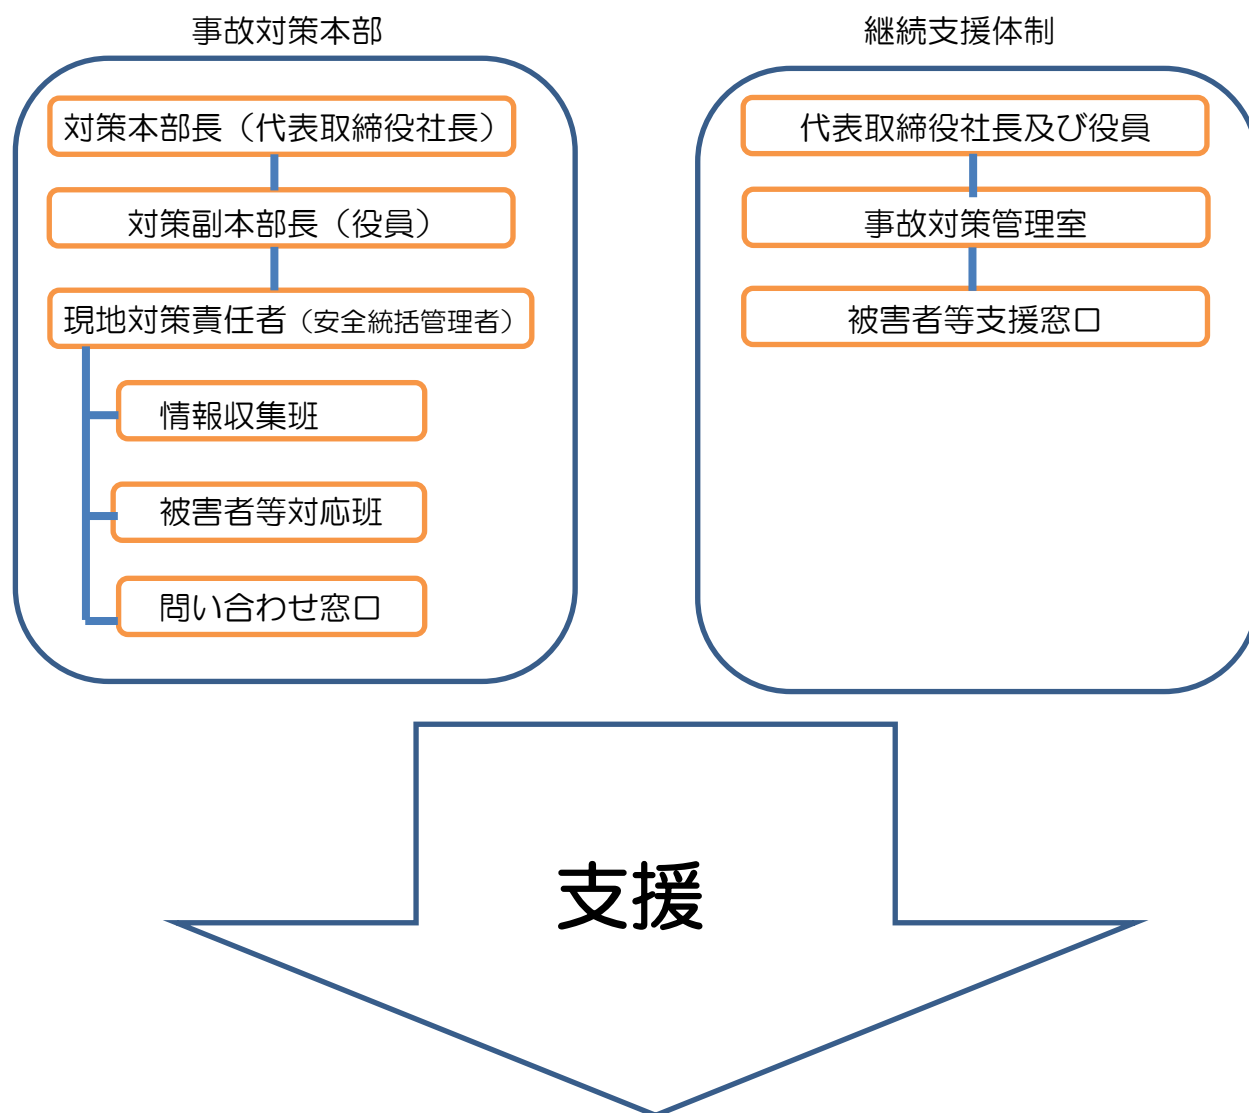 事故対策本部
対策本部長（代表取締役社長）
対策副本部長（役員）
現地対策責任者（安全統括管理者）
情報収集班
被害者等対応班
問い合わせ窓口
継続支援体制
代表取締役社長及び役員
事故対策管理室
被害者等支援窓口
支援